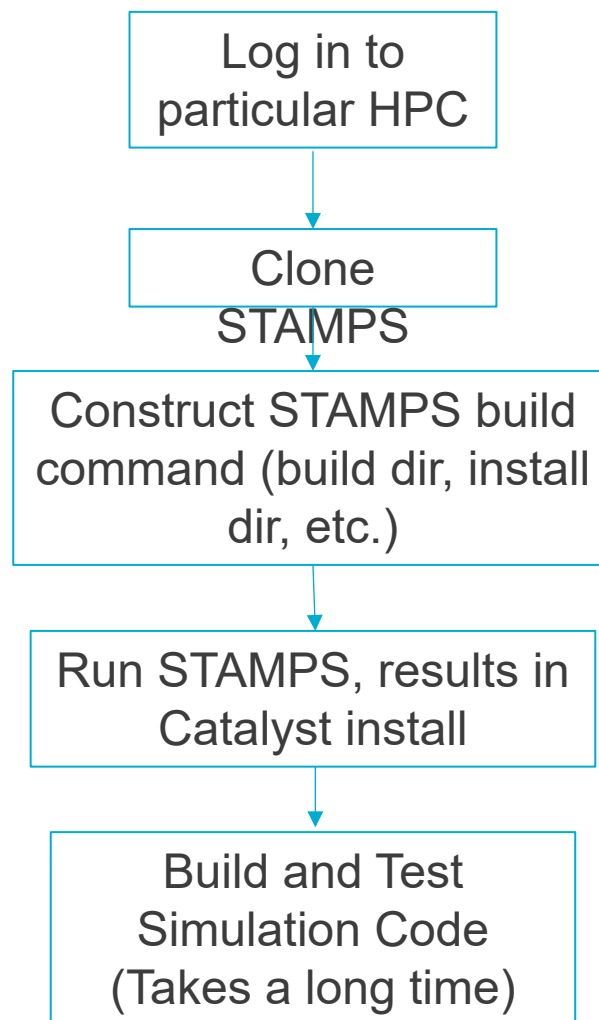 Log in to
particular HPC
Clone
STAMPS
Construct STAMPS build
command (build dir, install
dir, etc.)
Run STAMPS, results in
Catalyst install
Build and Test
Simulation Code
(Takes a long time)